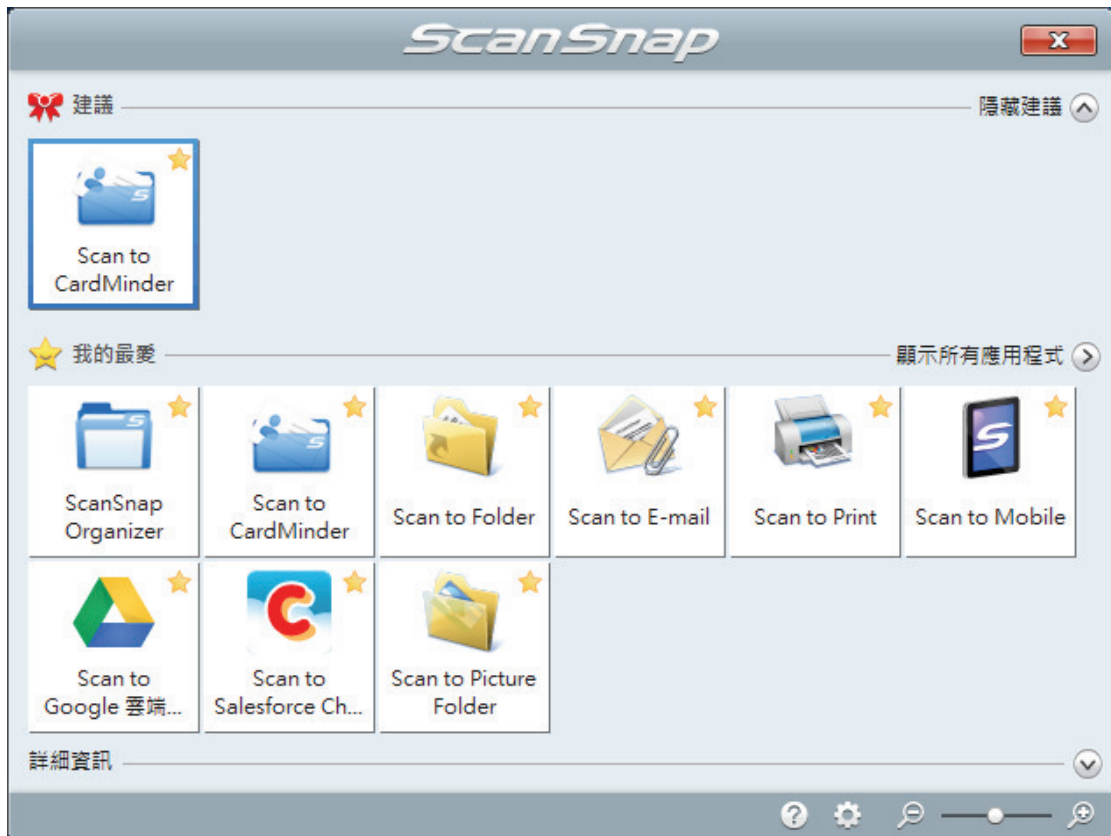 ScanSnap
建議
隱藏建議
Scan to
CardMinder
我的最愛
顯示所有應用程式
ScanSnap
Organizer
Scan to
CardMinder
Scan to Folder
Scan to E-mail
Scan to Print
Scan to Mobile
Scan to
Google 雲端...
Scan to
Salesforce Ch...
Scan to Picture
Folder
詳細資訊